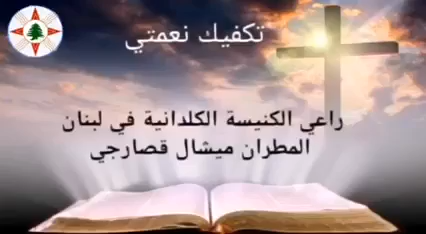 تكفيك نعمتي
راعي الكنيسة الكلدانية في لبنان
المطران ميشال قصارجي